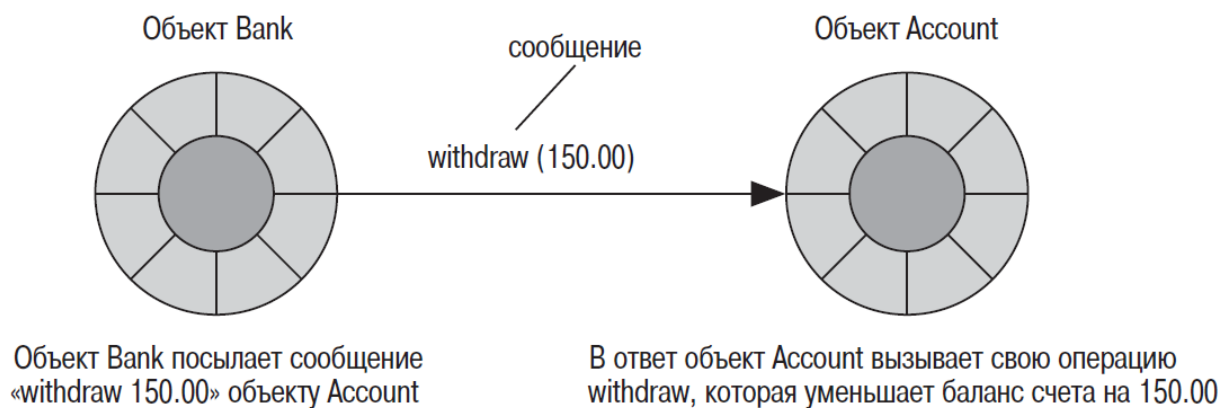 Объект Bank
сообщение
Объект Account
withdraw (150.00)
Объект Bank посылает сообщение
«withdraw 150.00» объекту Account
В ответ объект Account вызывает свою операцию
withdraw, которая уменьшает баланс счета на 150.00